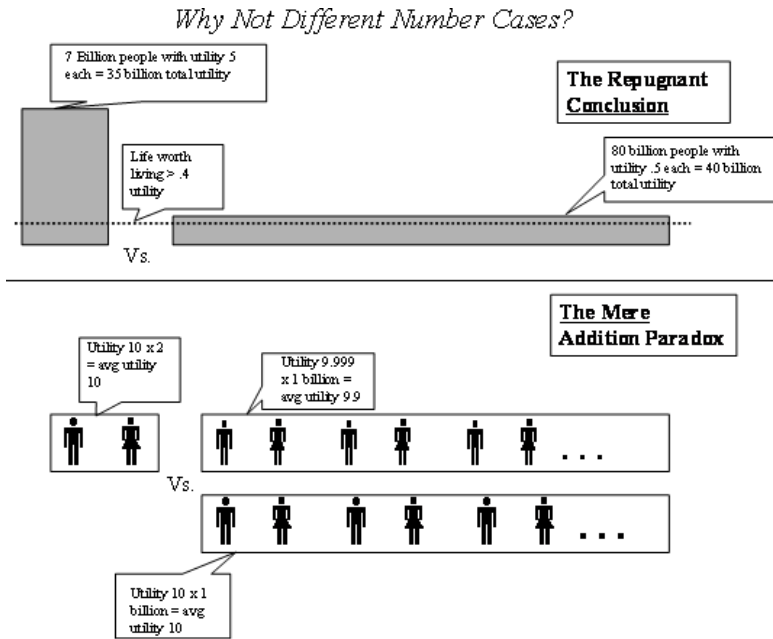 Why Not Different Number Cases?
7 Billion people with utility 5
each = 35 billion total utility
The Repugnant
Conclusion
Life worth
living > .4
utility
80 billion people with
utility .5 each = 40 billion
total utility
Vs.
The Mere
Addition Paradox
Utility 10 x 2
= avg utility
10
Utility 9.999
x 1 billion =
avg utility 9.9
. . .
Vs.
. . .
Utility 10 x 1
billion = avg
utility 10